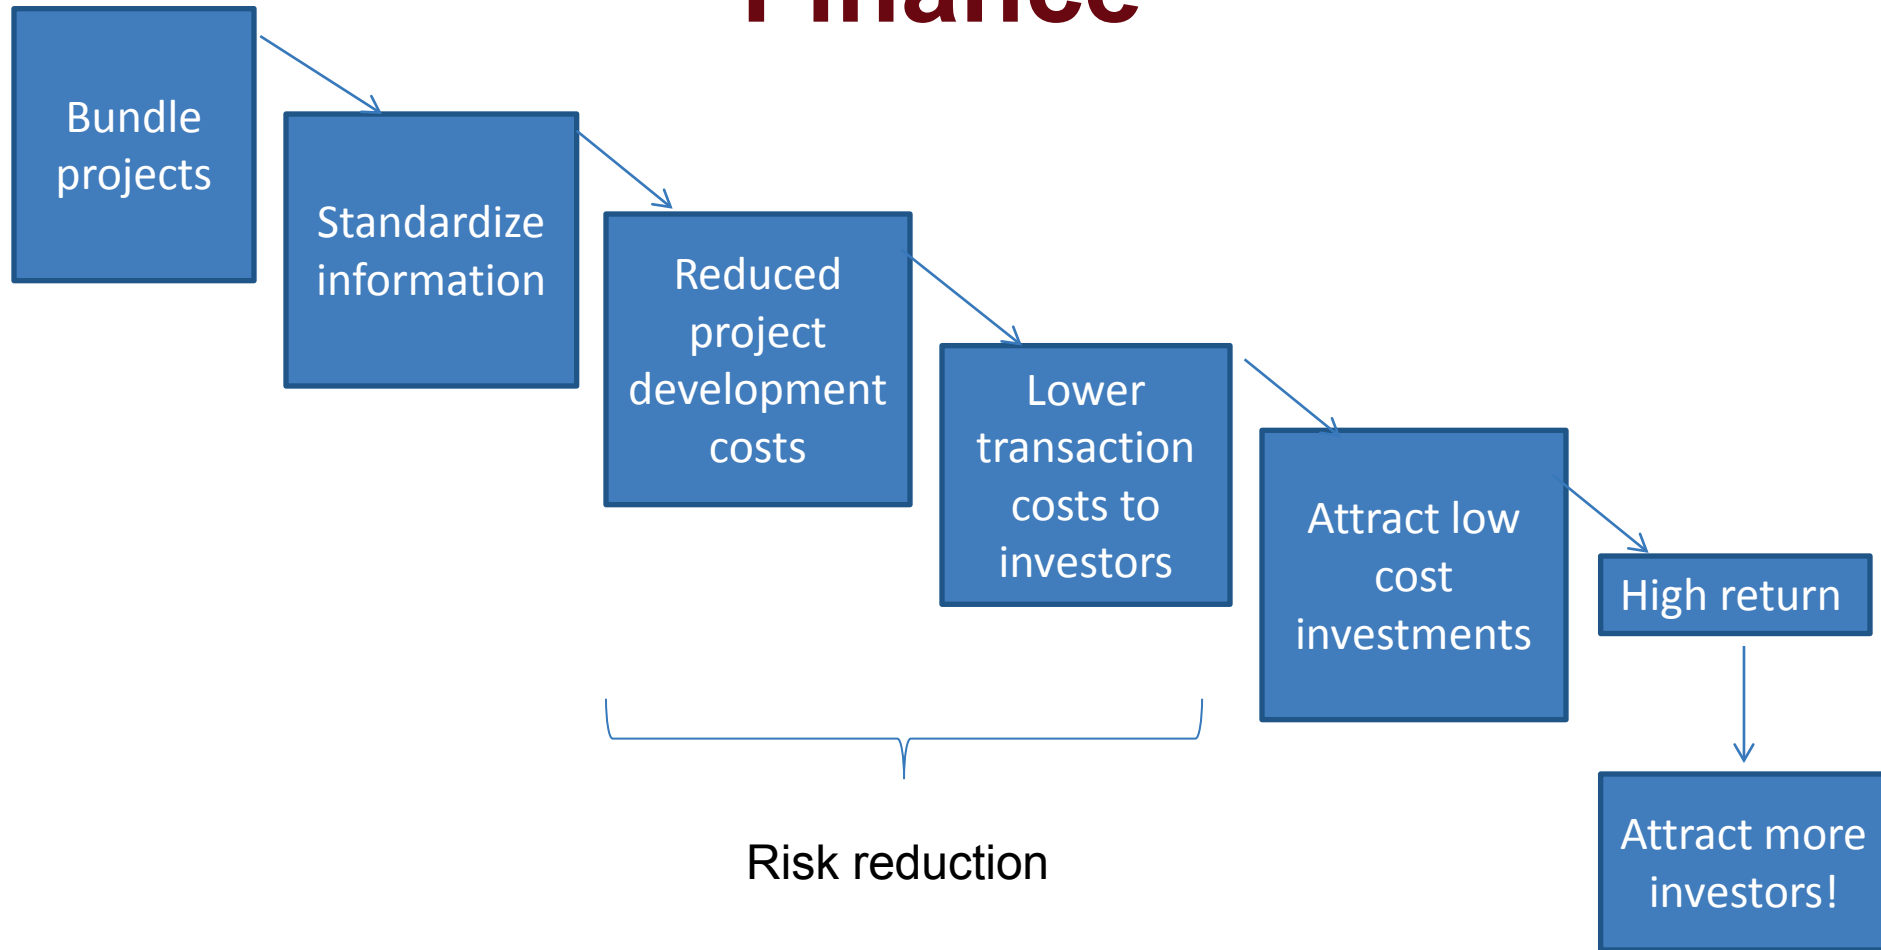 Finance
Bundle
projects
Standardize
information
Reduced
project
development
costs
Lower
transaction
costs to
investors
Attract low
cost
investments
High return
Attract more
investors!
Risk reduction